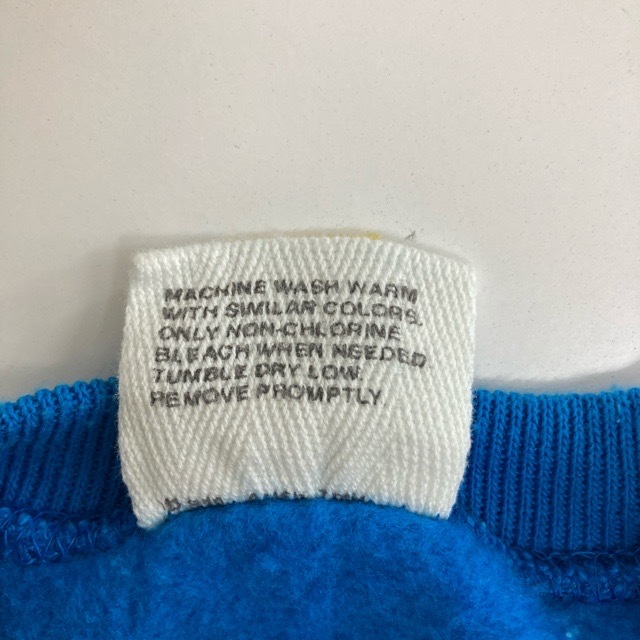 MACHINE WASH WARM
WITH SIMILAR COLORS.
ONLY NON-CHLORINE
BLEACH WHEN NEEDED
TUMBLE DRY LOW.
REMOVE PROMPTLY